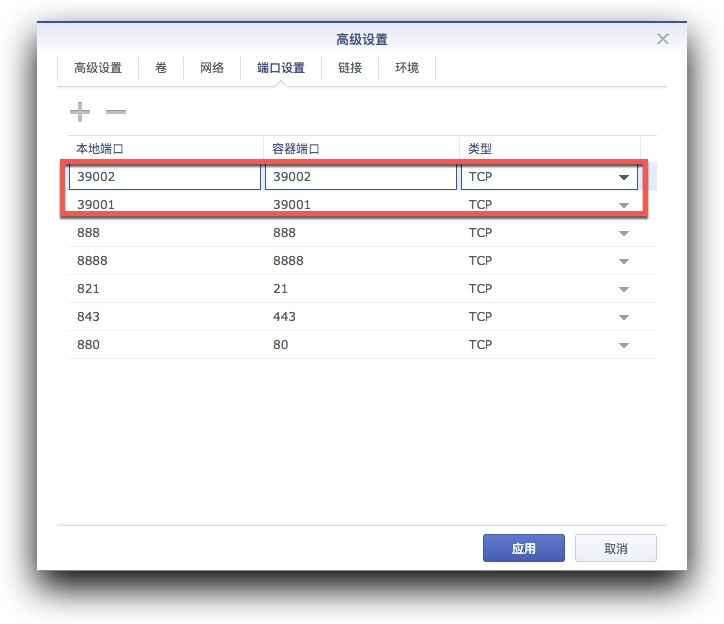 高级设置
高级设置 卷 网络 端口设置 链接 环境
本地端口 容器端口 类型
39002 39002 TCP
39001 39001 TCP
888 888 TCP
8888 8888 TCP
821 21 TCP
843 443 TCP
880 80 TCP
应用 取消